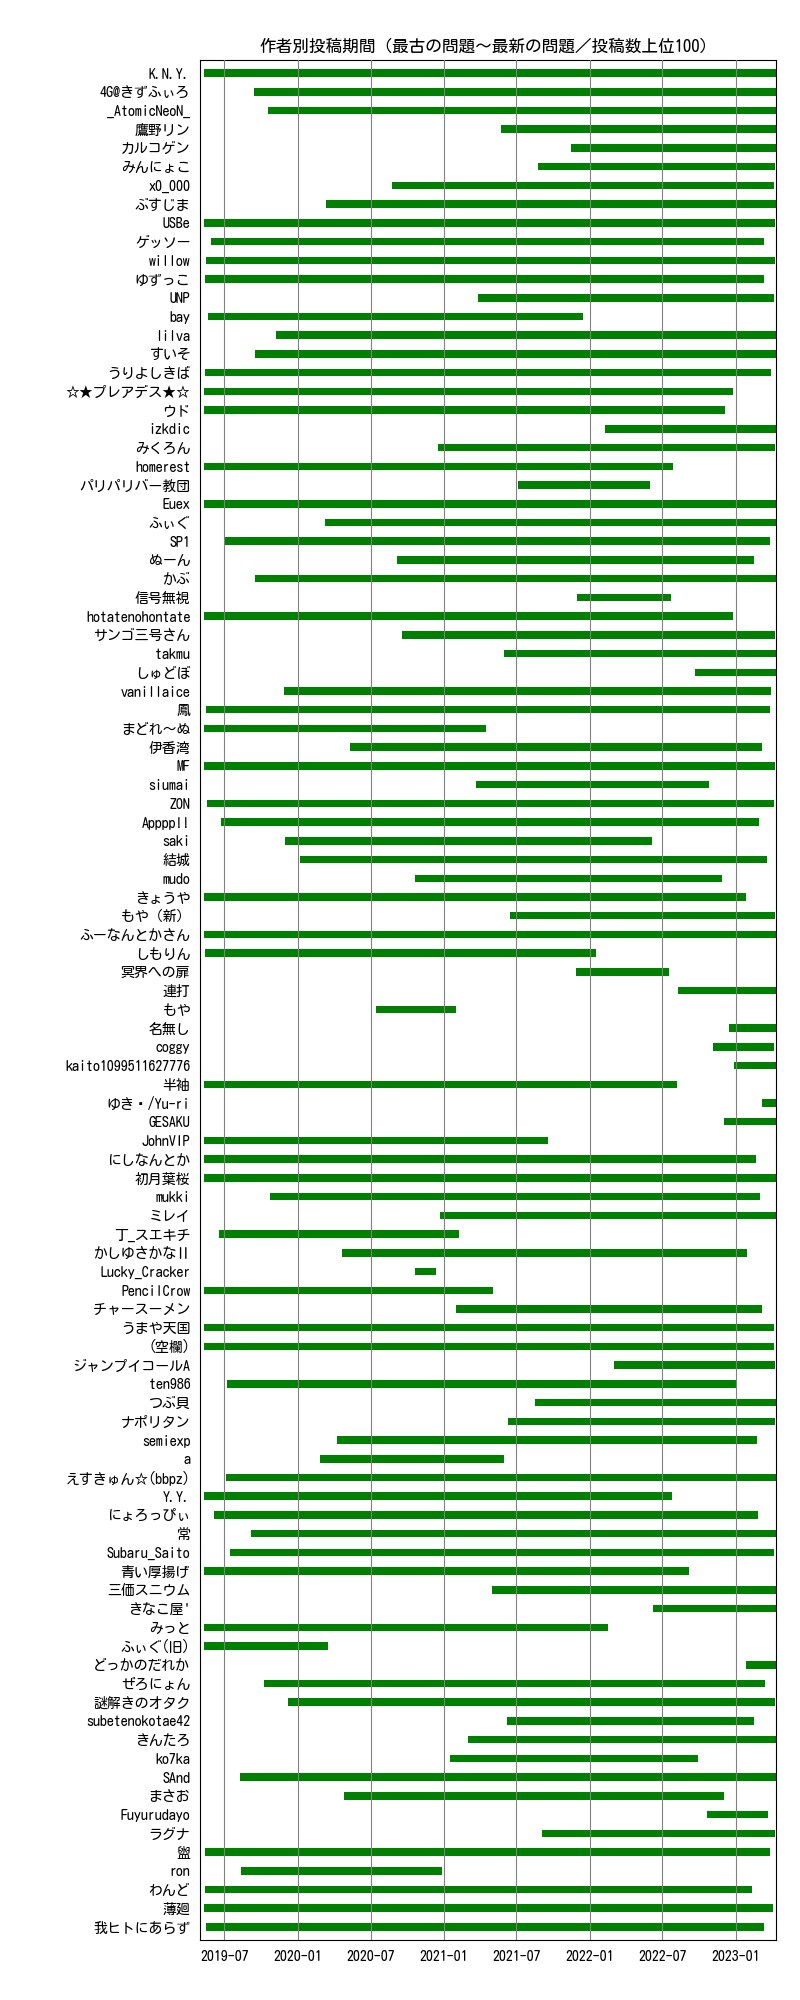 作者別投稿期間（最古の問題～最新の問題／投稿数上位100）
K.N.Y.
4G@きずふぃろ
_AtomicNeoN_
鷹野リン
カルコゲン
みんにょこ
x0_000
ぶすじま
USBe
ゲッソー
willow
ゆずっこ
UNP
bay
lilva
すいそ
うりよしきば
☆★プレアデス★☆
ウド
izkdic
みくろん
homerest
パリパリバー教団
Euex
ふぃぐ
SP1
ぬーん
かぶ
信号無視
hotatenohontate
サンゴ三号さん
takmu
しゅどぼ
vanillaice
鳳
まどれ～ぬ
伊香湾
MF
siumai
ZON
Appppll
saki
結城
mudo
きょうや
もや（新）
ふーなんとかさん
しもりん
冥界への扉
連打
もや
名無し
coggy
kaito1099511627776
半袖
ゆき・/Yu-ri
GESAKU
JohnVIP
にしなんとか
初月葉桜
mukki
ミレイ
丁_スエキチ
かしゆさかなII
Lucky_Cracker
PencilCrow
チャースーメン
うまや天国
(空欄)
ジャンプイコールA
ten986
つぶ貝
ナポリタン
semiexp
a
えすきゅん☆(bbpz)
Y.Y.
にょろっぴぃ
常
Subaru_Saito
青い厚揚げ
三価スニウム
きなこ屋'
みっと
ふぃぐ(旧)
どっかのだれか
ぜろにょん
謎解きのオタク
subetenokotae42
きんたろ
ko7ka
SAnd
まさお
Fuyurudayo
ラグナ
盥
ron
わんど
薄廻
我ヒトにあらず
2019-07 2020-01 2020-07 2021-01 2021-07 2022-01 2022-07 2023-01